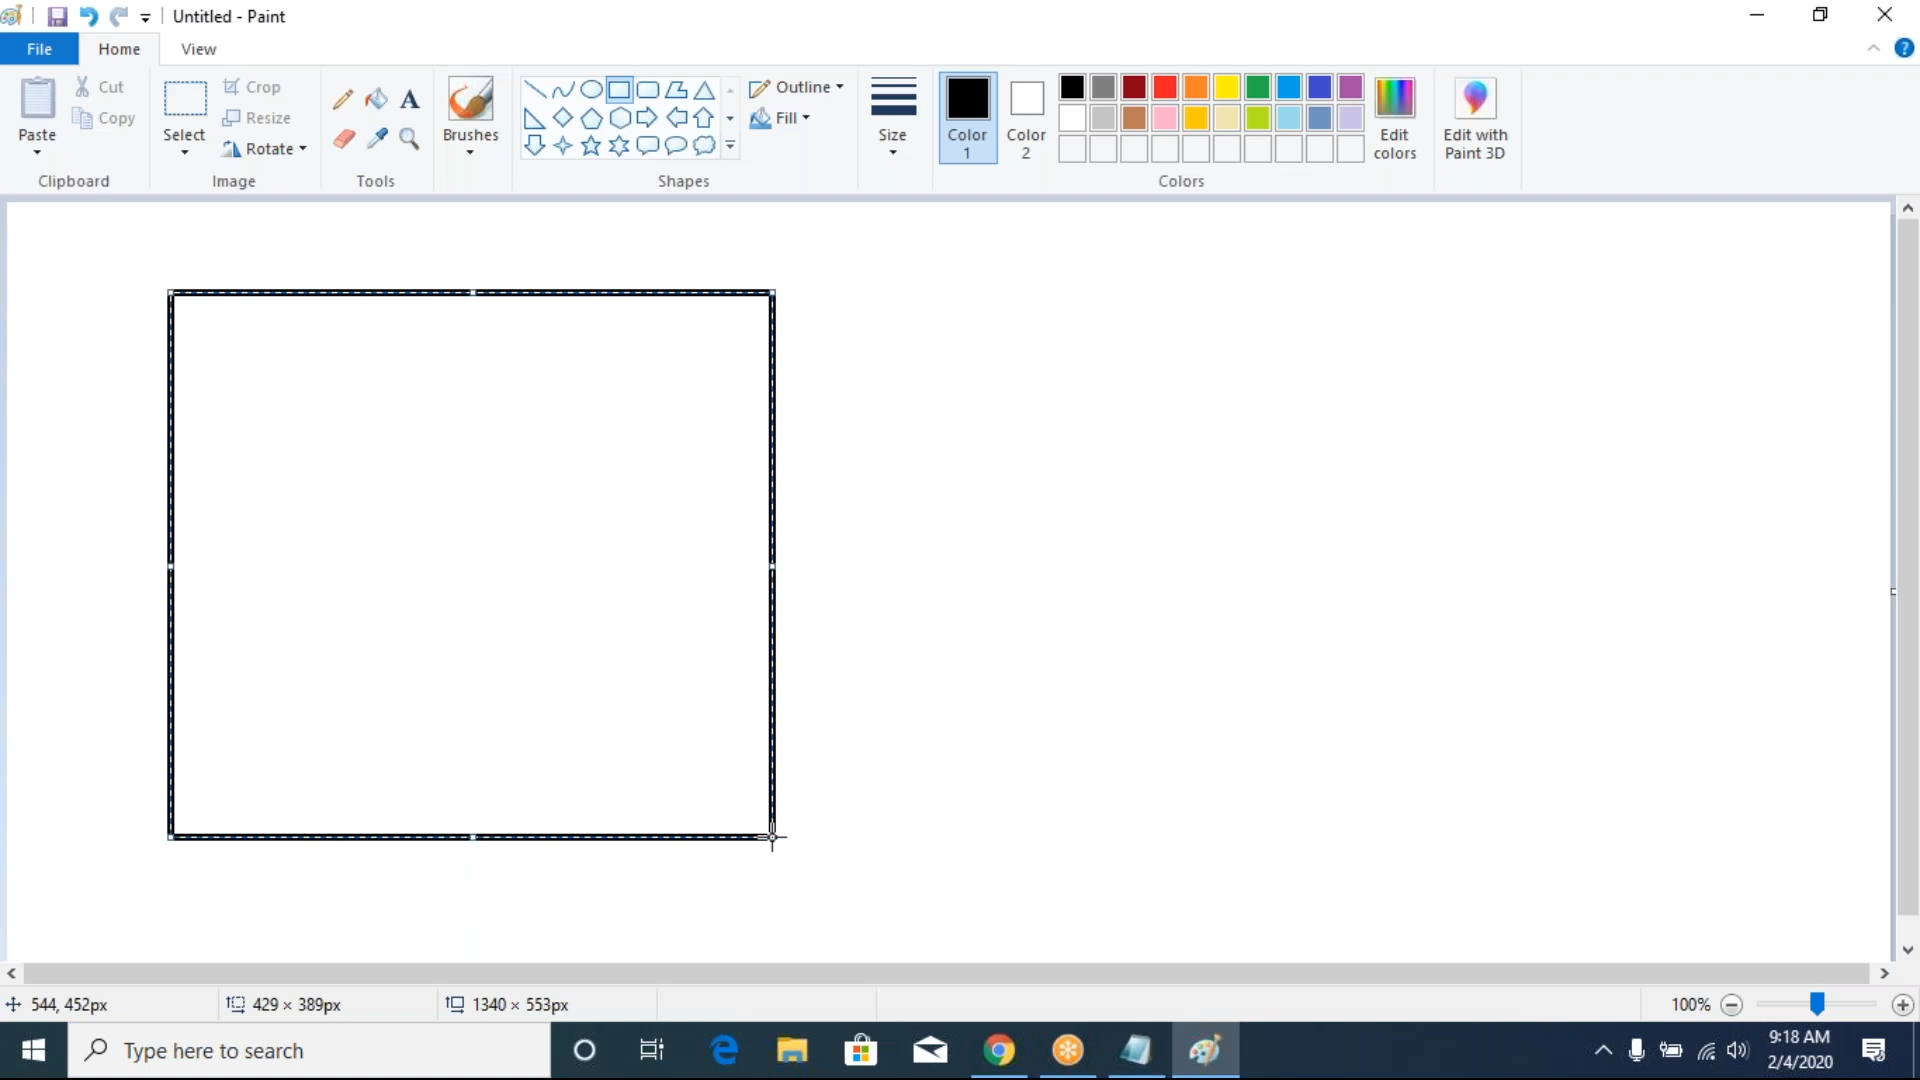 Untitled - Paint
File Home View
Paste Cut Copy Select Crop Resize Rotate A Brushes Outline Fill Size Color 1 Color 2 Edit colors Edit with Paint 3D
Clipboard Image Tools Shapes Colors
544, 452px 429 × 389px 1340 × 553px 100%
Type here to search 9:18 AM
2/4/2020